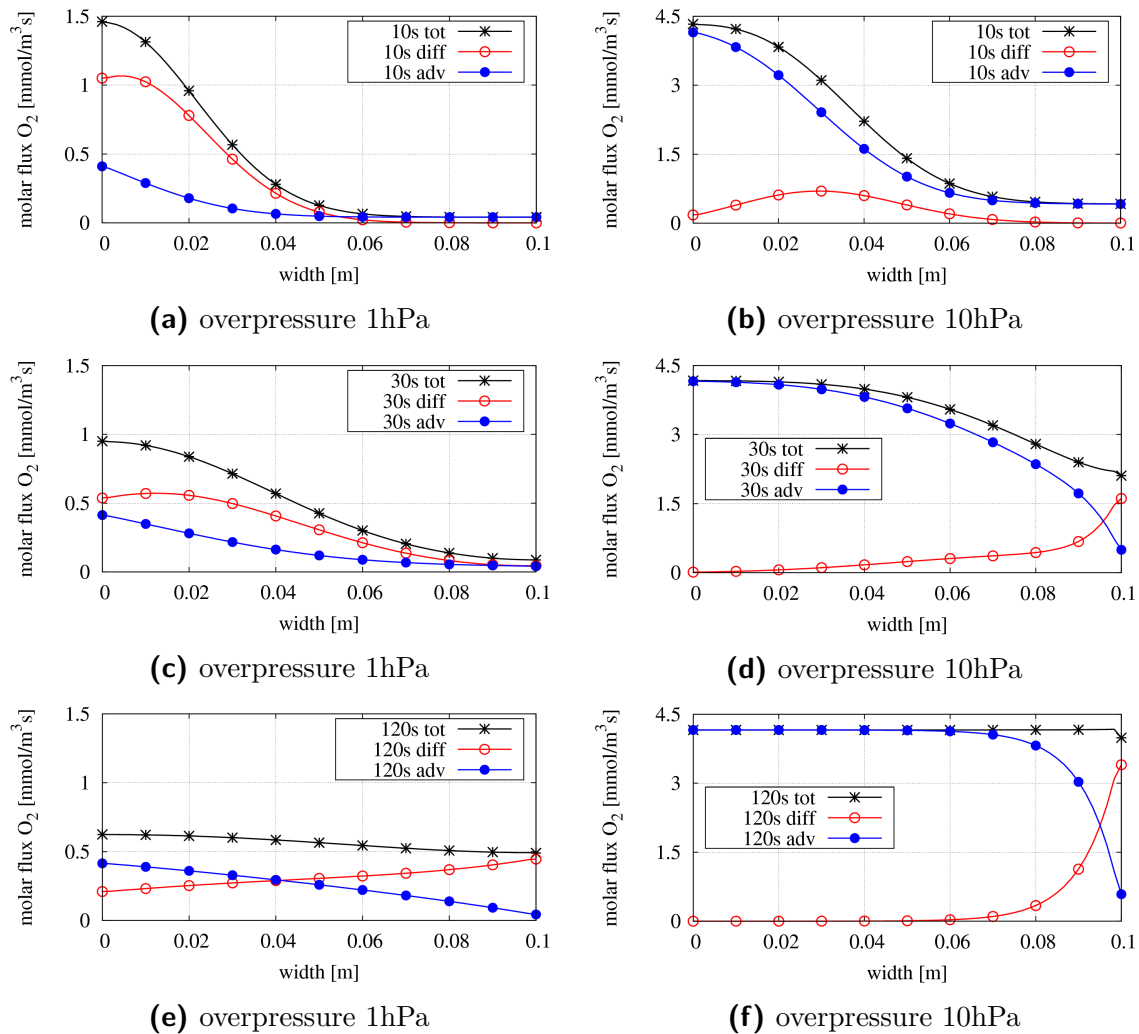 1.5
1
0.5
0
molar flux O2 [mmol/m3s]
10s tot
10s diff
10s adv
0 0.02 0.04 0.06 0.08 0.1
width [m]
(a) overpressure 1hPa
4.5
3
1.5
0
molar flux O2 [mmol/m3s]
10s tot
10s diff
10s adv
0 0.02 0.04 0.06 0.08 0.1
width [m]
(b) overpressure 10hPa
1.5
1
0.5
0
molar flux O2 [mmol/m3s]
30s tot
30s diff
30s adv
0 0.02 0.04 0.06 0.08 0.1
width [m]
(c) overpressure 1hPa
4.5
3
1.5
0
molar flux O2 [mmol/m3s]
30s tot
30s diff
30s adv
0 0.02 0.04 0.06 0.08 0.1
width [m]
(d) overpressure 10hPa
1.5
1
0.5
0
molar flux O2 [mmol/m3s]
120s tot
120s diff
120s adv
0 0.02 0.04 0.06 0.08 0.1
width [m]
(e) overpressure 1hPa
4.5
3
1.5
0
molar flux O2 [mmol/m3s]
120s tot
120s diff
120s adv
0 0.02 0.04 0.06 0.08 0.1
width [m]
(f) overpressure 10hPa